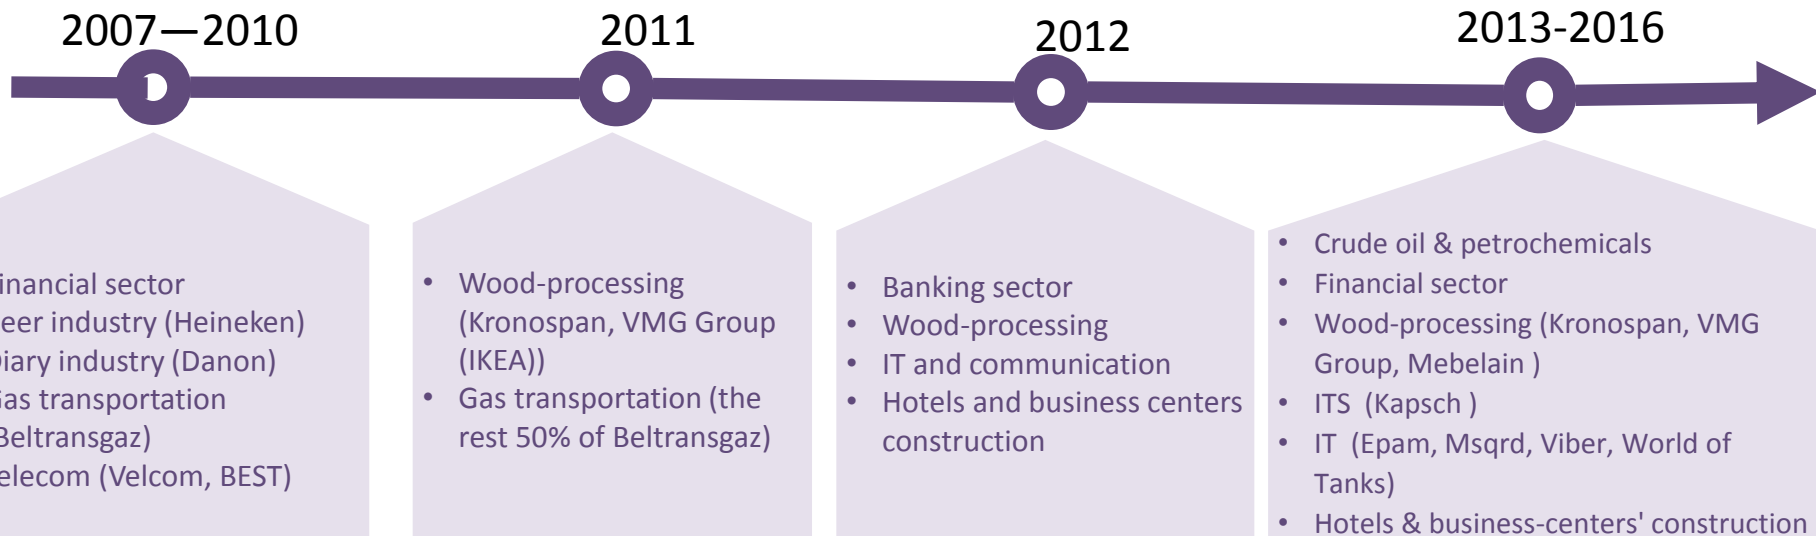 2007—2010
inancial sector
eer industry (Heineken)
iary industry (Danon)
as transportation
Beltransgaz)
elecom (Velcom, BEST)
2011
• Wood-processing
(Kronospan, VMG Group
(IKEA))
• Gas transportation (the
rest 50% of Beltransgaz)
2012
• Banking sector
• Wood-processing
• IT and communication
• Hotels and business centers
construction
2013-2016
• Crude oil & petrochemicals
• Financial sector
• Wood-processing (Kronospan, VMG
Group, Mebelain )
• ITS (Kapsch )
• IT (Epam, Msqrd, Viber, World of
Tanks)
• Hotels & business-centers' construction